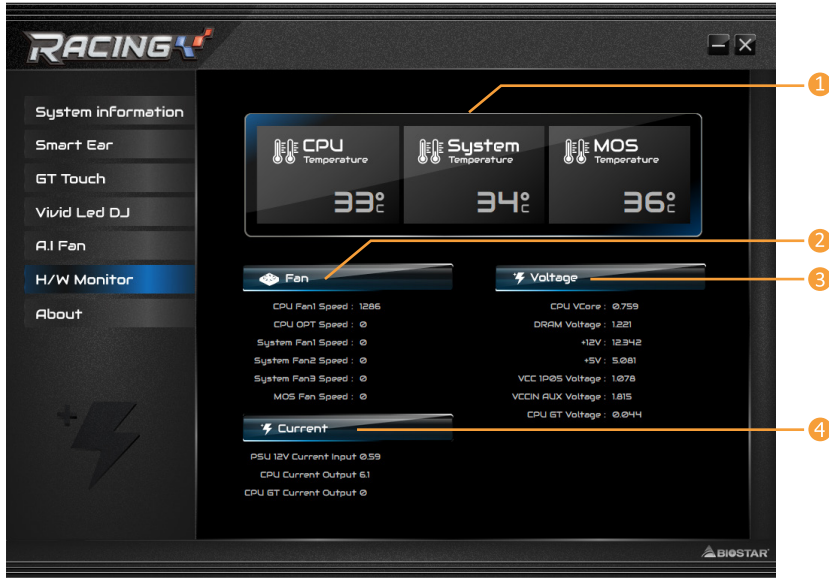 RACING
System information
Smart Ear
GT Touch
Vivid Led DJ
A.I Fan
H/W Monitor
About
1
CPU
Temperature
33°C
System
Temperature
34°C
MOS
Temperature
36°C
2
Fan
CPU Fan1 Speed : 1286
CPU OPT Speed : 0
System Fan1 Speed : 0
System Fan2 Speed : 0
System Fan3 Speed : 0
MOS Fan Speed : 0
3
Voltage
CPU VCore : 0.759
DRAM Voltage : 1.221
+12V : 12.342
+5V : 5.081
VCC 1P05 Voltage : 1.078
VCCIN AUX Voltage : 1.815
CPU GT Voltage : 0.044
4
Current
PSU 12V Current Input 0.59
CPU Current Output 6.1
CPU GT Current Output 0
BIOSTAR